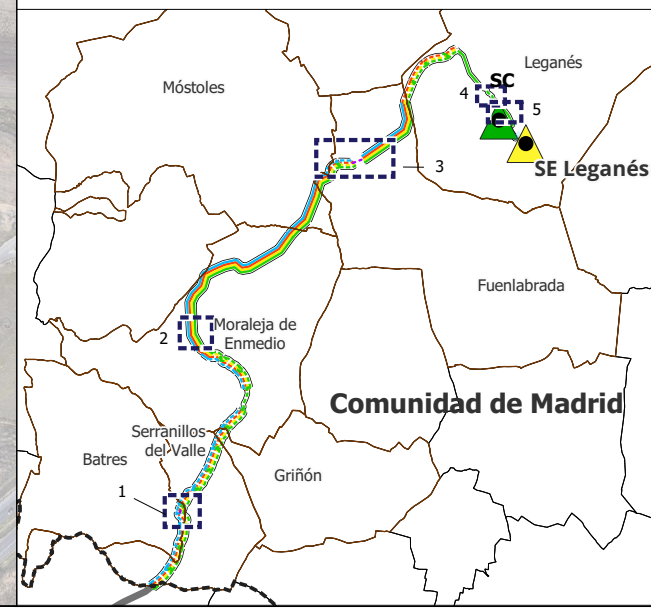 Leganés
SC
Móstoles
4
5
3
SE Leganés
Fuenlabrada
Moraleja de
Enmedio
2
Comunidad de Madrid
Serranillos
del Valle
Batres
Griñón
1